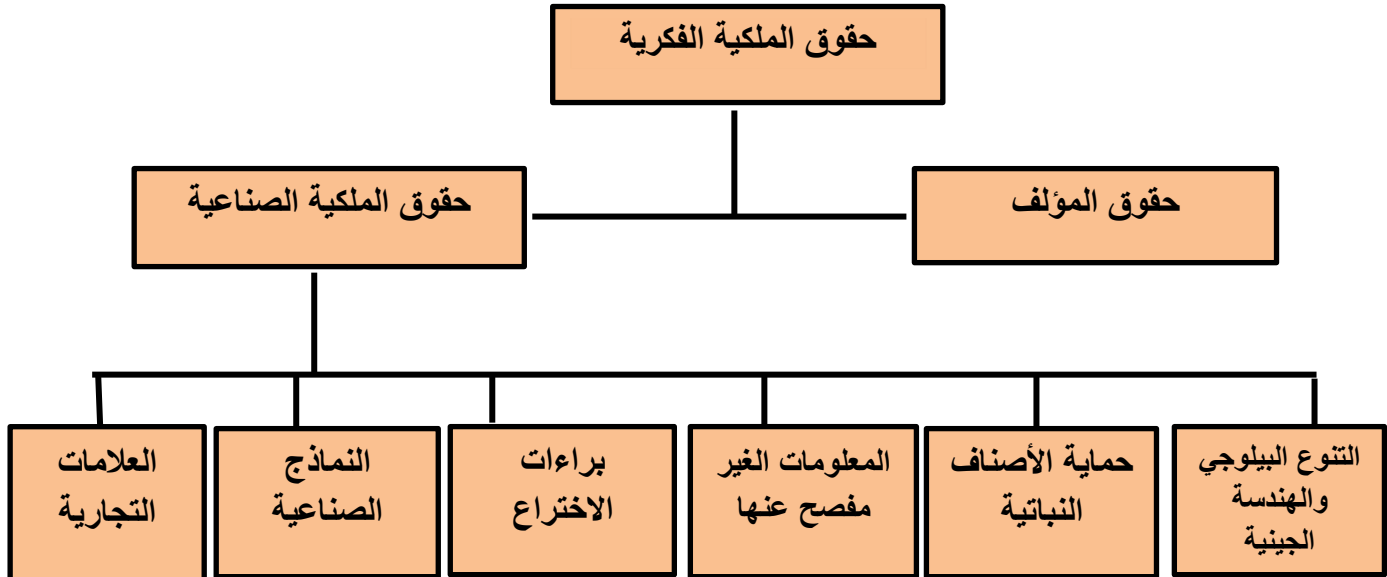 حقوق الملكية الفكرية
حقوق المؤلف
حقوق الملكية الصناعية
التنوع البيلوجي
والهندسة
الجينية
حماية الأصناف
النباتية
المعلومات الغير
مفصح عنها
براءات
الاختراع
النماذج
الصناعية
العلامات
التجارية